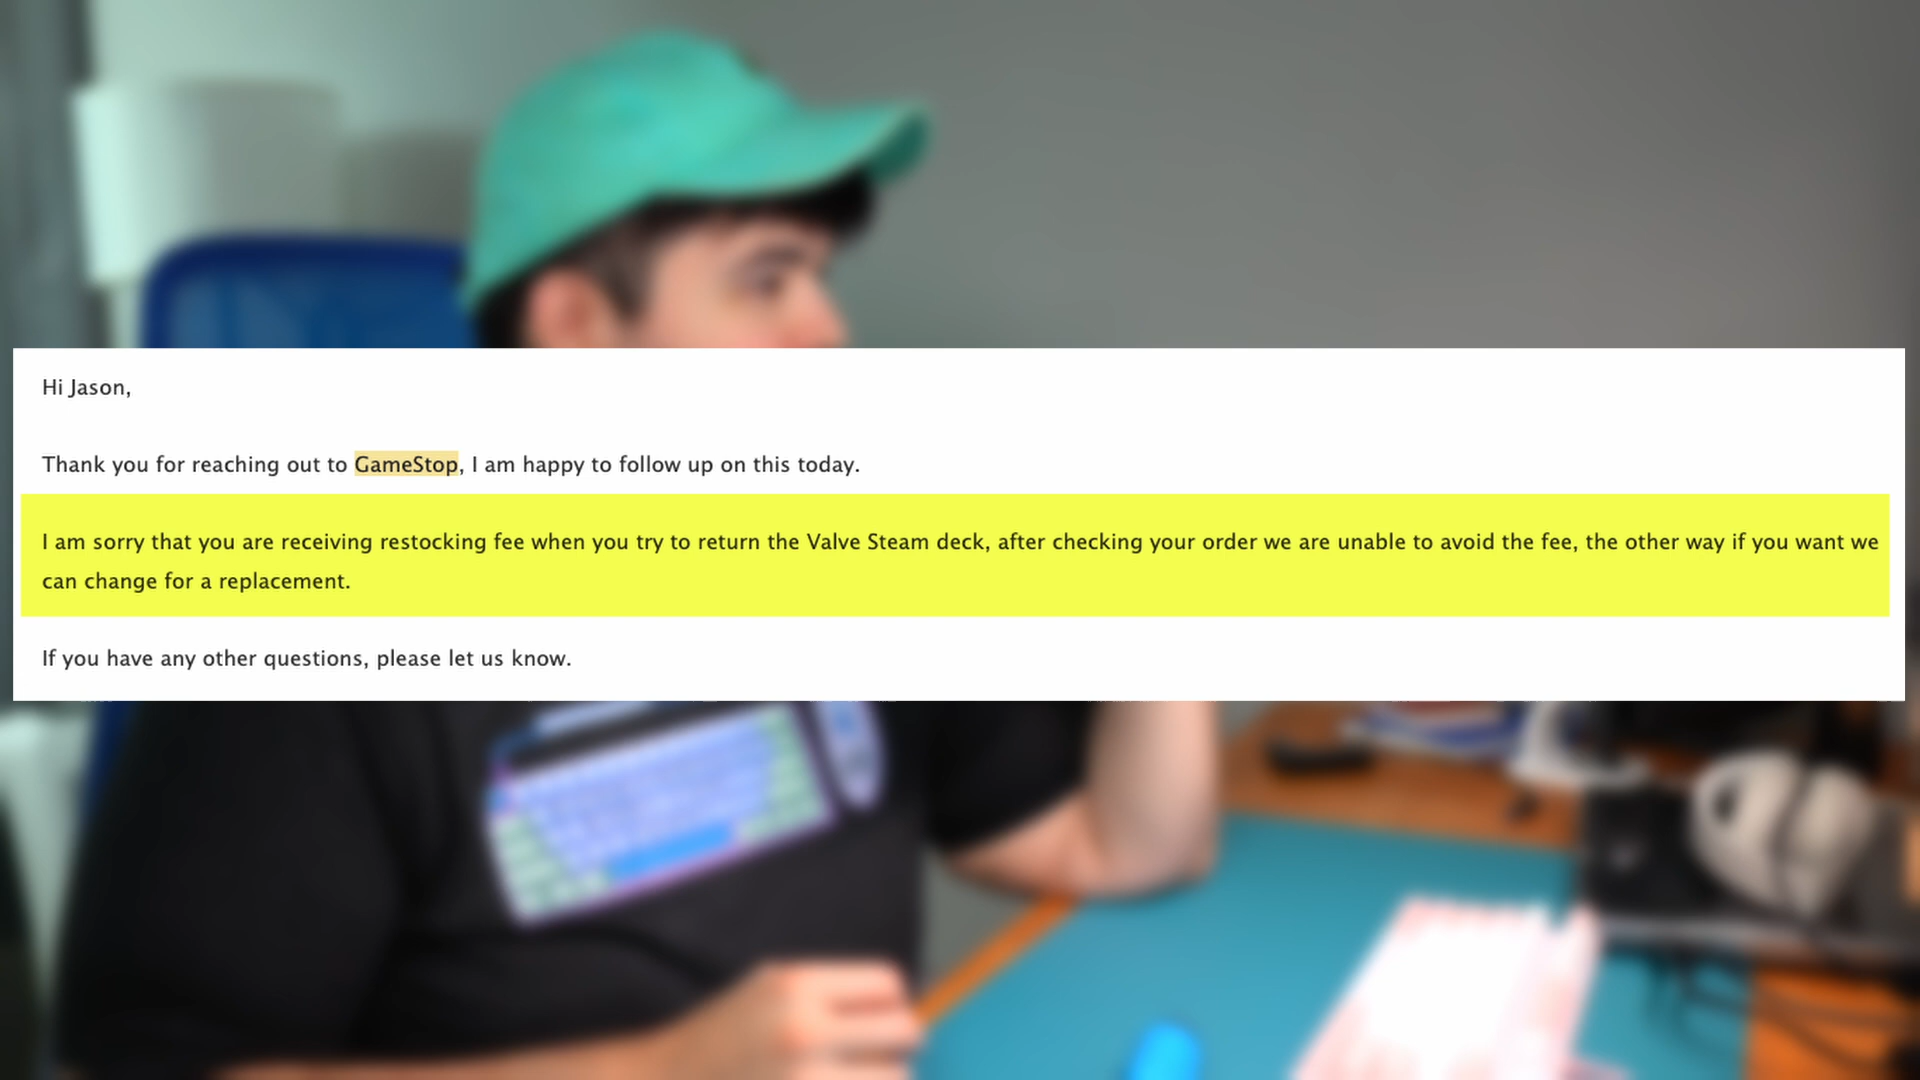 Hi Jason,
Thank you for reaching out to GameStop, I am happy to follow up on this today.
I am sorry that you are receiving restocking fee when you try to return the Valve Steam deck, after checking your order we are unable to avoid the fee, the other way if you want we
can change for a replacement.
If you have any other questions, please let us know.